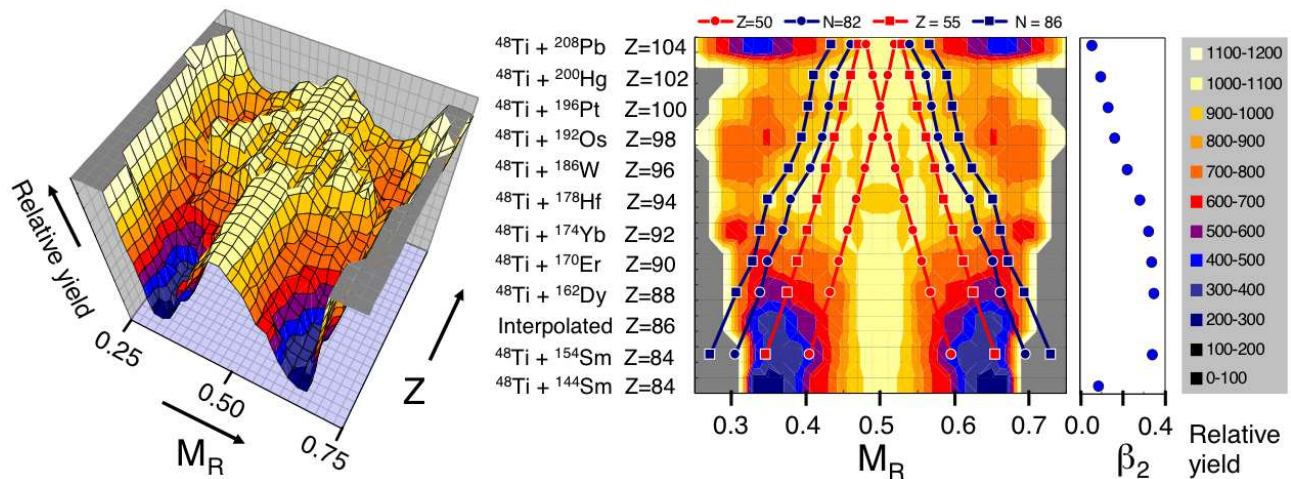 Relative yield
0.25
0.50
0.75
M_R
Z
Z=50 N=82 Z = 55 N = 86
⁴⁸Ti + ²⁰⁸Pb Z=104
⁴⁸Ti + ²⁰⁰Hg Z=102
⁴⁸Ti + ¹⁹⁶Pt Z=100
⁴⁸Ti + ¹⁹²Os Z=98
⁴⁸Ti + ¹⁸⁶W Z=96
⁴⁸Ti + ¹⁷⁸Hf Z=94
⁴⁸Ti + ¹⁷⁴Yb Z=92
⁴⁸Ti + ¹⁷⁰Er Z=90
⁴⁸Ti + ¹⁶²Dy Z=88
Interpolated Z=86
⁴⁸Ti + ¹⁵⁴Sm Z=84
⁴⁸Ti + ¹⁴⁴Sm Z=84
0.3 0.4 0.5 0.6 0.7
M_R
0.0 0.4
β₂
1100-1200
1000-1100
900-1000
800-900
700-800
600-700
500-600
400-500
300-400
200-300
100-200
0-100
Relative
yield